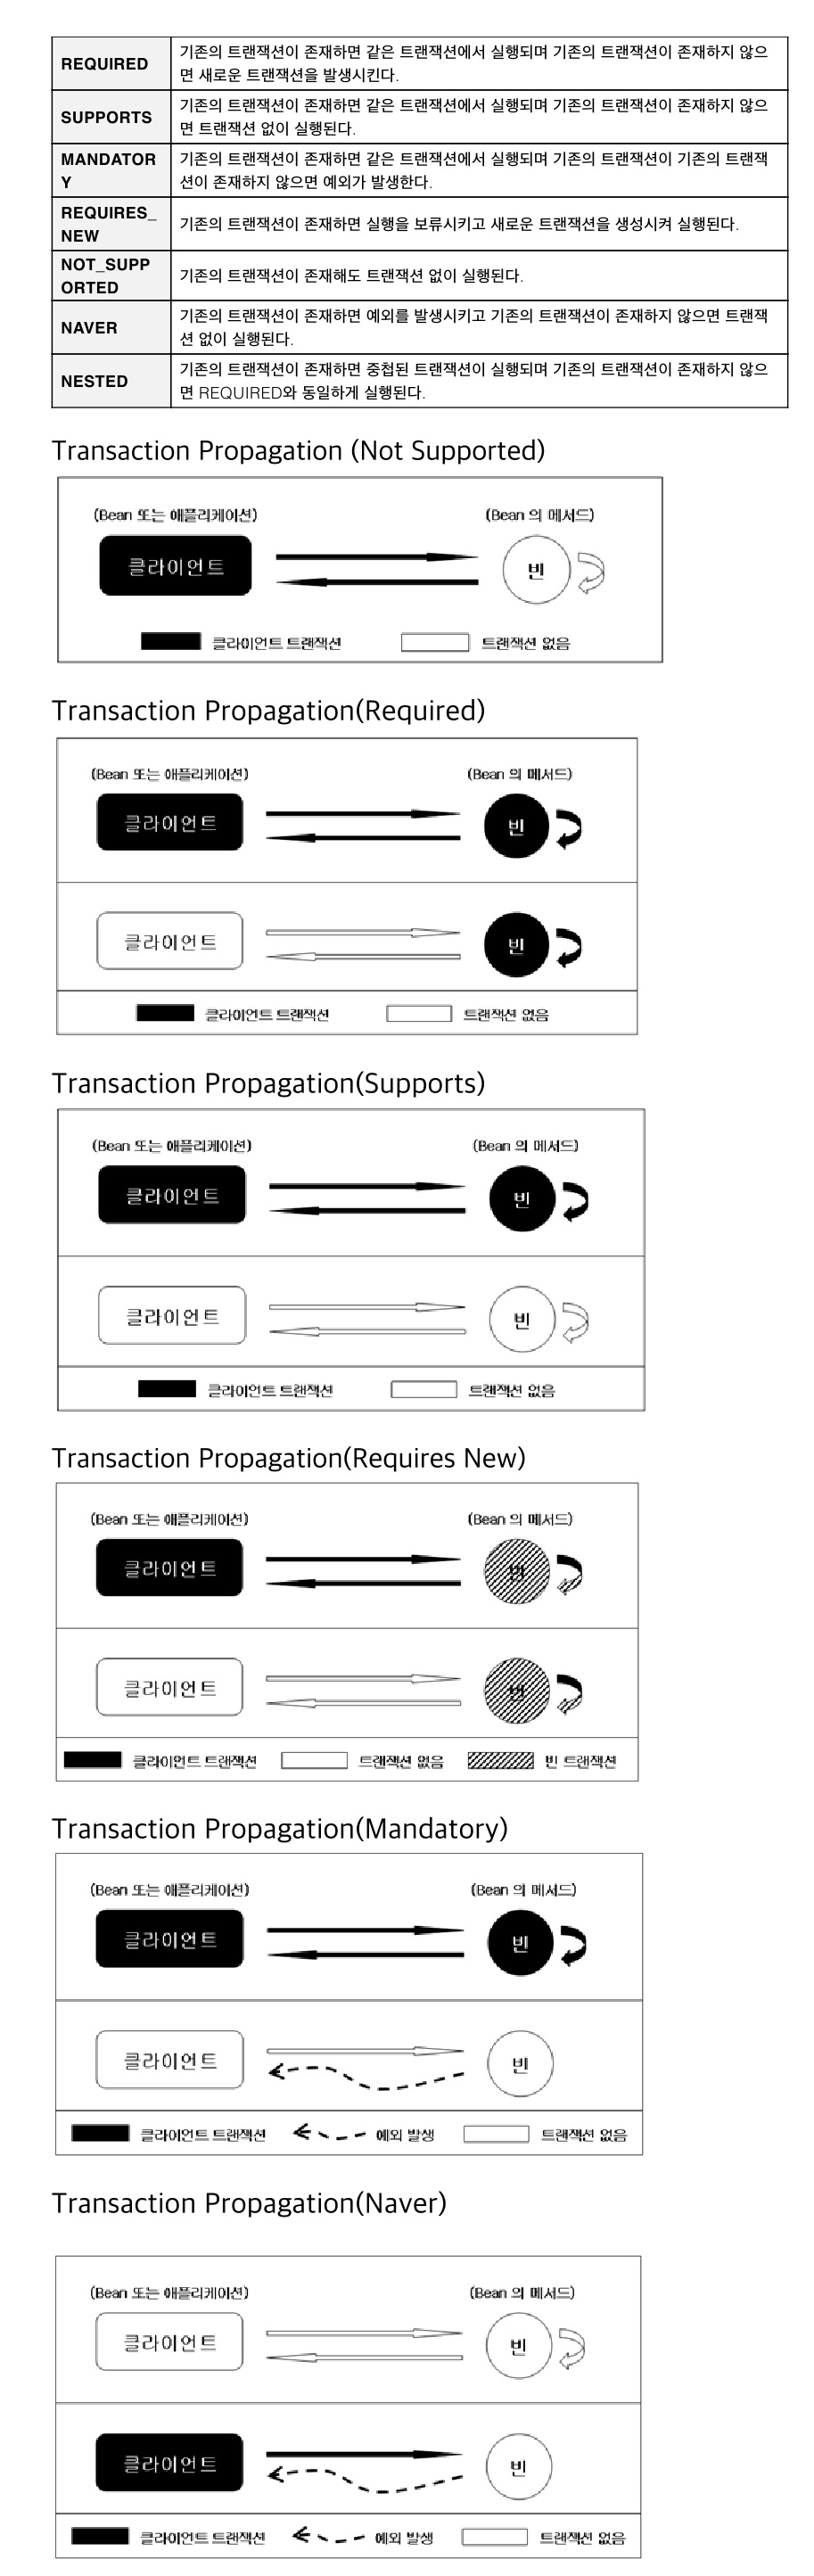 REQUIRED
기존의 트랜잭션이 존재하면 같은 트랜잭션에서 실행되며 기존의 트랜잭션이 존재하지 않으
면 새로운 트랜잭션을 발생시킨다.
SUPPORTS
기존의 트랜잭션이 존재하면 같은 트랜잭션에서 실행되며 기존의 트랜잭션이 존재하지 않으
면 트랜잭션 없이 실행된다.
MANDATOR
Y
기존의 트랜잭션이 존재하면 같은 트랜잭션에서 실행되며 기존의 트랜잭션이 기존의 트랜잭
션이 존재하지 않으면 예외가 발생한다.
REQUIRES_
NEW
기존의 트랜잭션이 존재하면 실행을 보류시키고 새로운 트랜잭션을 생성시켜 실행된다.
NOT_SUPP
ORTED
기존의 트랜잭션이 존재해도 트랜잭션 없이 실행된다.
NAVER
기존의 트랜잭션이 존재하면 예외를 발생시키고 기존의 트랜잭션이 존재하지 않으면 트랜잭
션 없이 실행된다.
NESTED
기존의 트랜잭션이 존재하면 중첩된 트랜잭션이 실행되며 기존의 트랜잭션이 존재하지 않으
면 REQUIRED와 동일하게 실행된다.
Transaction Propagation (Not Supported)
(Bean 또는 애플리케이션) (Bean 의 메서드)
클라이언트 빈
클라이언트 트랜잭션 트랜잭션 없음
Transaction Propagation(Required)
(Bean 또는 애플리케이션) (Bean 의 메서드)
클라이언트 빈
클라이언트 빈
클라이언트 트랜잭션 트랜잭션 없음
Transaction Propagation(Supports)
(Bean 또는 애플리케이션) (Bean 의 메서드)
클라이언트 빈
클라이언트 빈
클라이언트 트랜잭션 트랜잭션 없음
Transaction Propagation(Requires New)
(Bean 또는 애플리케이션) (Bean 의 메서드)
클라이언트 빈
클라이언트 빈
클라이언트 트랜잭션 트랜잭션 없음 빈 트랜잭션
Transaction Propagation(Mandatory)
(Bean 또는 애플리케이션) (Bean 의 메서드)
클라이언트 빈
클라이언트 빈
클라이언트 트랜잭션 예외 발생 트랜잭션 없음
Transaction Propagation(Naver)
(Bean 또는 애플리케이션) (Bean 의 메서드)
클라이언트 빈
클라이언트 빈
클라이언트 트랜잭션 예외 발생 트랜잭션 없음